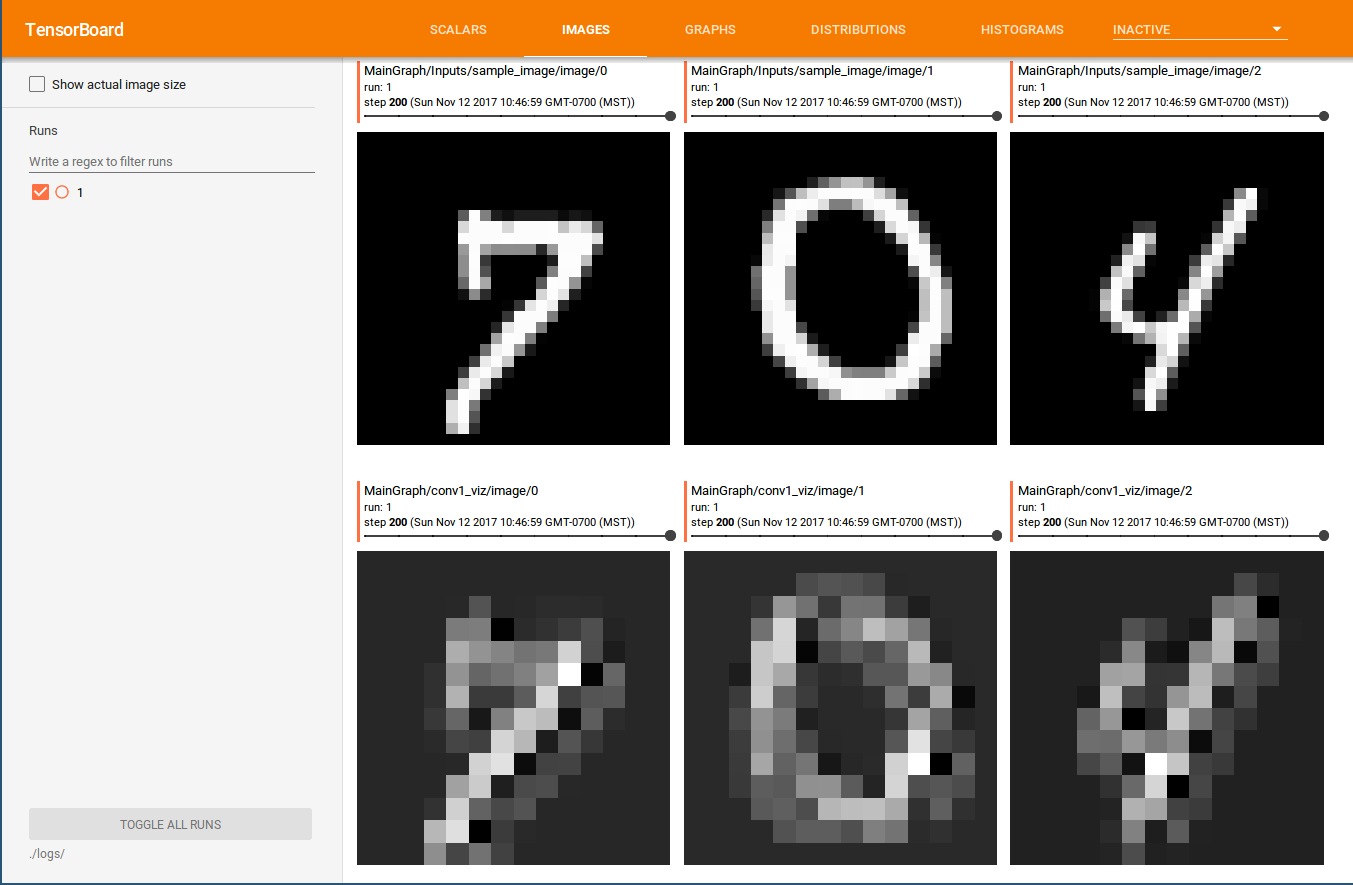 TensorBoard
SCALARS
IMAGES
GRAPHS
DISTRIBUTIONS
HISTOGRAMS
INACTIVE
Show actual image size
Runs
Write a regex to filter runs
1
TOGGLE ALL RUNS
./logs/
MainGraph/Inputs/sample_image/image/0
run: 1
step 200 (Sun Nov 12 2017 10:46:59 GMT-0700 (MST))
7
MainGraph/Inputs/sample_image/image/1
run: 1
step 200 (Sun Nov 12 2017 10:46:59 GMT-0700 (MST))
0
MainGraph/Inputs/sample_image/image/2
run: 1
step 200 (Sun Nov 12 2017 10:46:59 GMT-0700 (MST))
4
MainGraph/conv1_viz/image/0
run: 1
step 200 (Sun Nov 12 2017 10:46:59 GMT-0700 (MST))
7
MainGraph/conv1_viz/image/1
run: 1
step 200 (Sun Nov 12 2017 10:46:59 GMT-0700 (MST))
0
MainGraph/conv1_viz/image/2
run: 1
step 200 (Sun Nov 12 2017 10:46:59 GMT-0700 (MST))
4